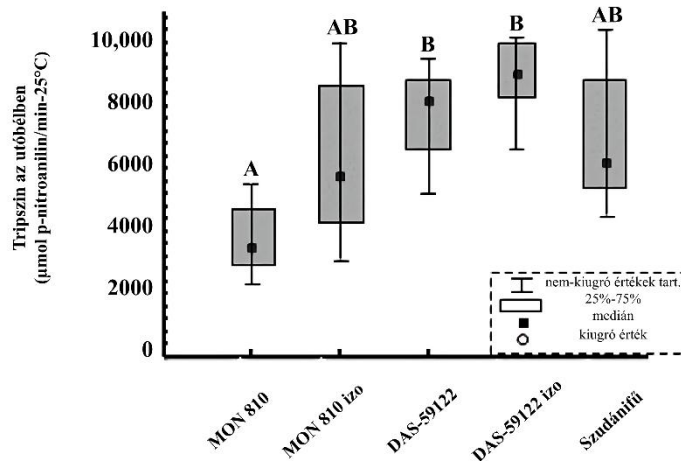 Tripszin az utóbélben
(µmol p-nitroanilin/min-25°C)
10,000
8000
6000
4000
2000
0
A
AB
B
B
AB
nem-kiugró értékek tart.
25%-75%
medián
kiugró érték
MON 810
MON 810 izo
DAS-59122
DAS-59122 izo
Szudánifű